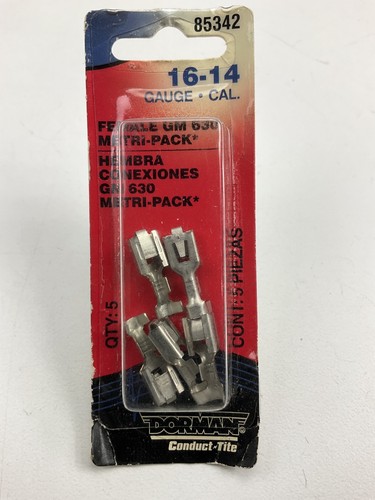 85342
16-14
GAUGE • CAL.
FEMALE GM 630
METRI-PACK*
HEMBRA
CONEXIONES
GM 630
METRI-PACK*
QTY: 5
CONT: 5 PIEZAS
DORMAN®
Conduct-Tite